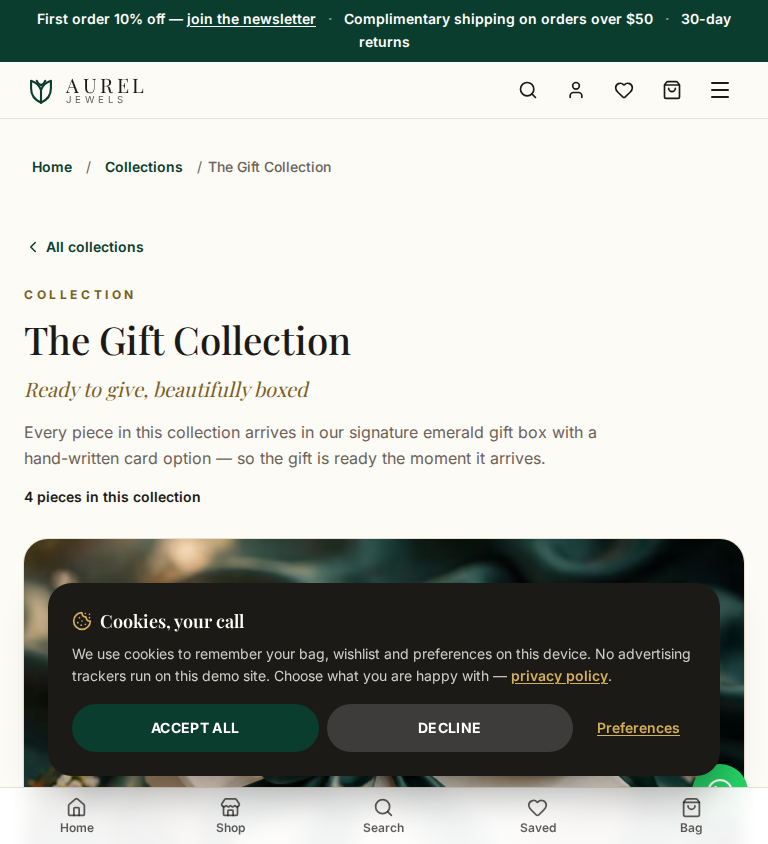 First order 10% off — join the newsletter · Complimentary shipping on orders over $50 · 30-day
returns
AUREL
JEWELS
Home / Collections / The Gift Collection
All collections
COLLECTION
The Gift Collection
Ready to give, beautifully boxed
Every piece in this collection arrives in our signature emerald gift box with a
hand-written card option — so the gift is ready the moment it arrives.
4 pieces in this collection
Cookies, your call
We use cookies to remember your bag, wishlist and preferences on this device. No advertising
trackers run on this demo site. Choose what you are happy with — privacy policy.
ACCEPT ALL DECLINE Preferences
Home Shop Search Saved Bag